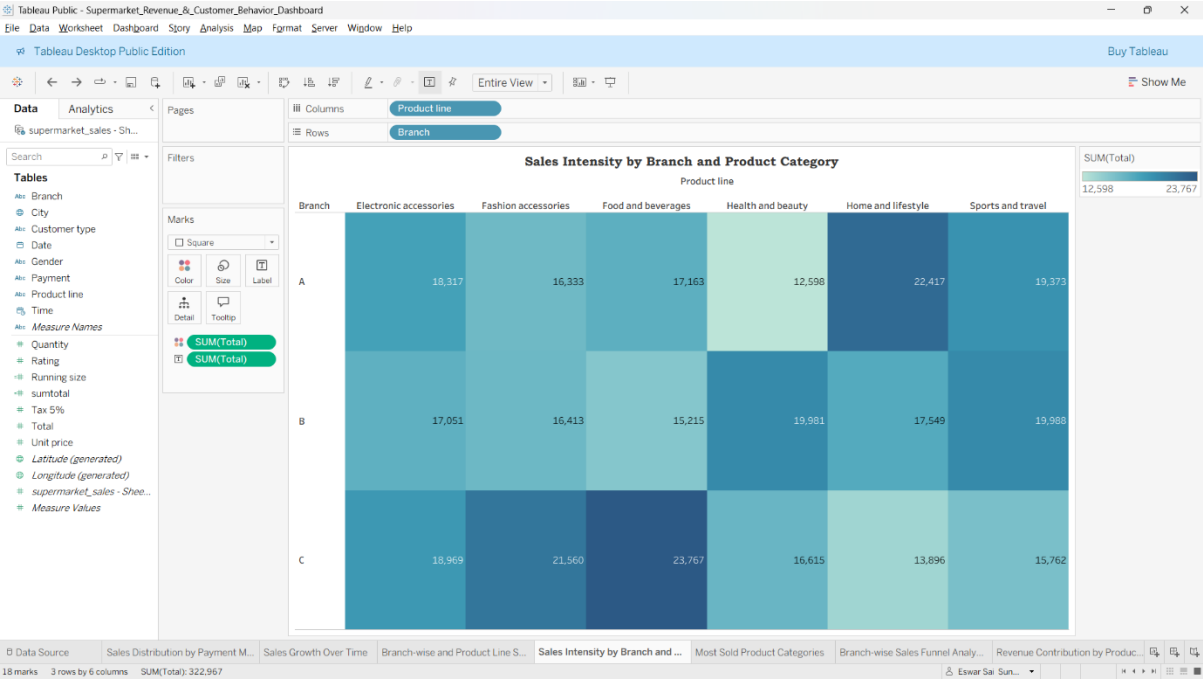 Tableau Public - Supermarket_Revenue_&_Customer_Behavior_Dashboard
File Data Worksheet Dashboard Story Analysis Map Format Server Window Help
Tableau Desktop Public Edition Buy Tableau
Entire View Show Me
Data Analytics
supermarket_sales - Sh...
Search
Tables
Abc Branch
City
Abc Customer type
Date
Abc Gender
Abc Payment
Abc Product line
Time
Abc Measure Names
# Quantity
# Rating
=# Running size
=# sumtotal
# Tax 5%
# Total
# Unit price
Latitude (generated)
Longitude (generated)
# supermarket_sales - Shee...
# Measure Values
Pages
Filters
Marks
Square
Color Size Label
Detail Tooltip
SUM(Total)
T SUM(Total)
Columns Product line
Rows Branch
Sales Intensity by Branch and Product Category
Product line
Branch Electronic accessories Fashion accessories Food and beverages Health and beauty Home and lifestyle Sports and travel
A 18,317 16,333 17,163 12,598 22,417 19,373
B 17,051 16,413 15,215 19,981 17,549 19,988
C 18,969 21,560 23,767 16,615 13,896 15,762
SUM(Total)
12,598 23,767
Data Source Sales Distribution by Payment M... Sales Growth Over Time Branch-wise and Product Line S... Sales Intensity by Branch and ... Most Sold Product Categories Branch-wise Sales Funnel Analy... Revenue Contribution by Produc...
18 marks 3 rows by 6 columns SUM(Total): 322,967 Eswar Sai Sun...